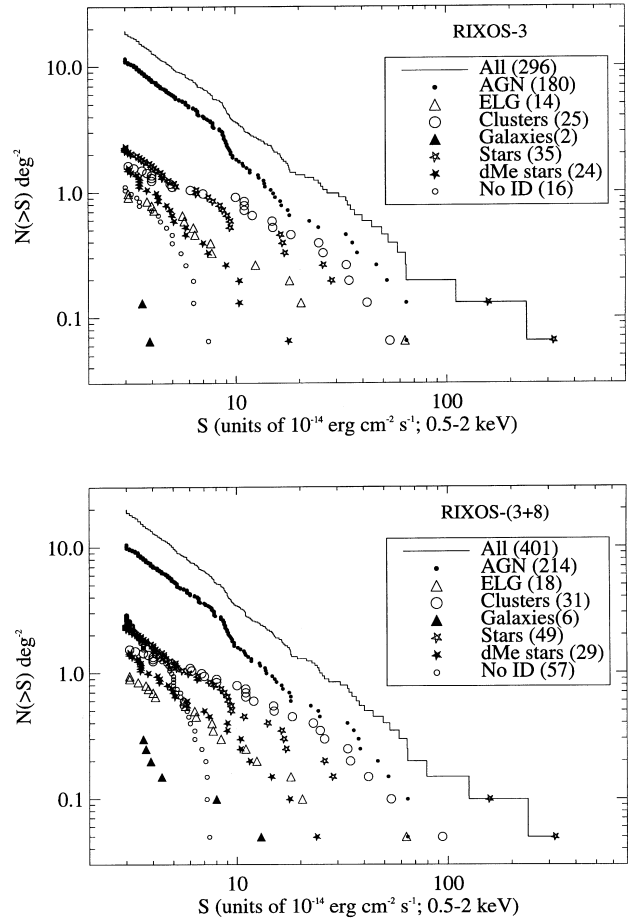 RIXOS-3
All (296)
AGN (180)
ELG (14)
Clusters (25)
Galaxies(2)
Stars (35)
dMe stars (24)
No ID (16)
N(>S) deg⁻²
10.0
1.0
0.1
10
100
S (units of 10⁻¹⁴ erg cm⁻² s⁻¹; 0.5-2 keV)
RIXOS-(3+8)
All (401)
AGN (214)
ELG (18)
Clusters (31)
Galaxies(6)
Stars (49)
dMe stars (29)
No ID (57)
N(>S) deg⁻²
10.0
1.0
0.1
10
100
S (units of 10⁻¹⁴ erg cm⁻² s⁻¹; 0.5-2 keV)